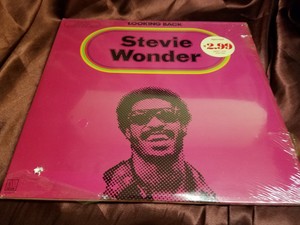 LOOKING BACK
Stevie
Wonder
2.99